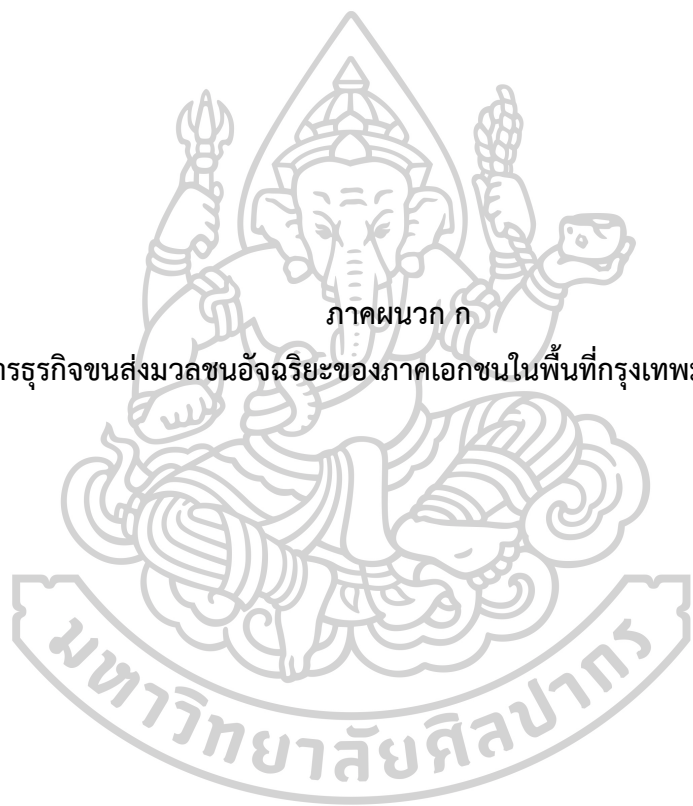 ภาคผนวก ก
ารธุรกิจขนส่งมวลชนอัจฉริยะของภาคเอกชนในพื้นที่กรุงเทพ
มหาวิทยาลัยศิลปากร